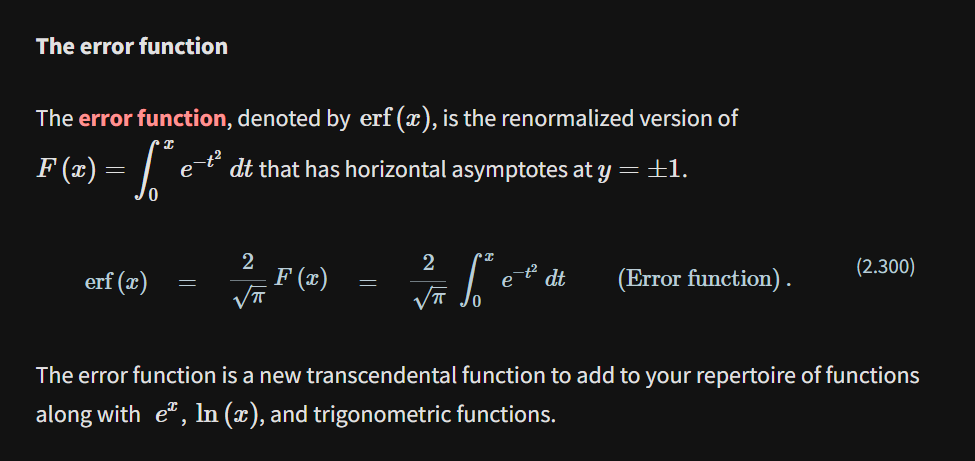 The error function
The error function, denoted by erf (x), is the renormalized version of
F (x) = ∫₀ˣ e^{−t²} dt that has horizontal asymptotes at y = ±1.
erf (x) = 2/√π F (x) = 2/√π ∫₀ˣ e^{−t²} dt (Error function) . (2.300)
The error function is a new transcendental function to add to your repertoire of functions
along with eˣ, ln (x), and trigonometric functions.